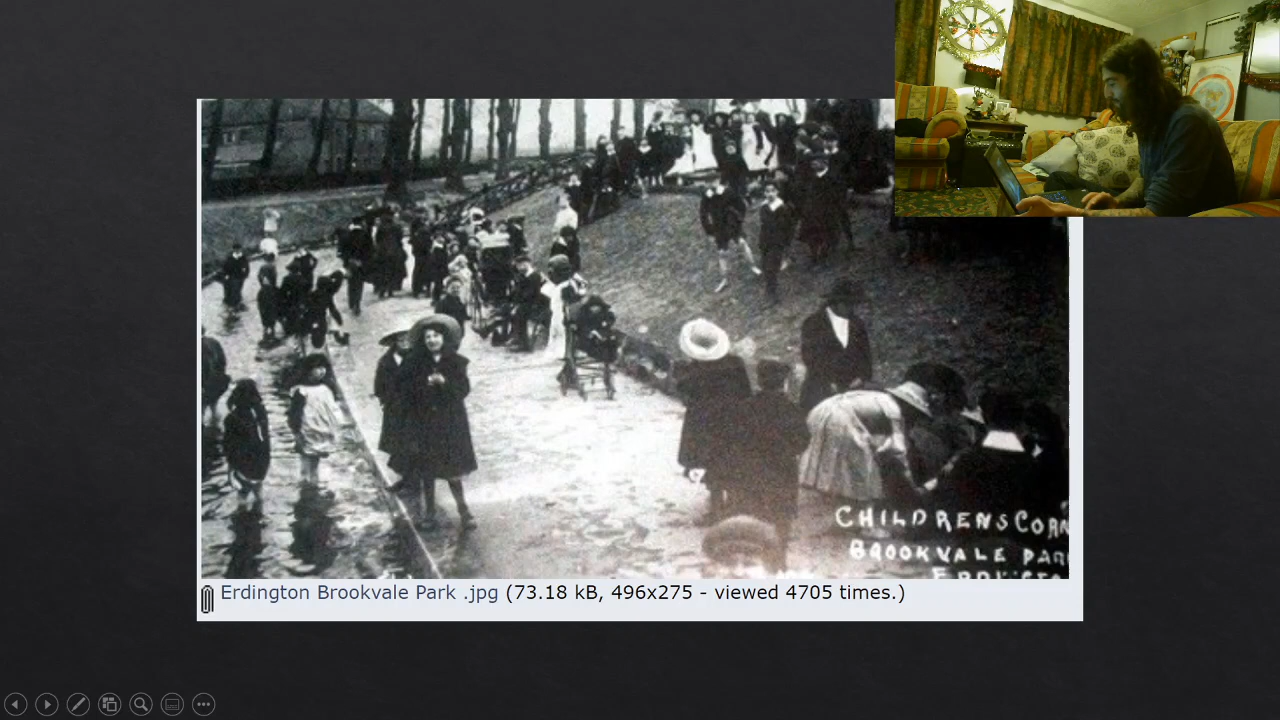 CHILDRENS CORN
BROOKVALE PAR
Erdington Brookvale Park .jpg (73.18 kB, 496x275 - viewed 4705 times.)